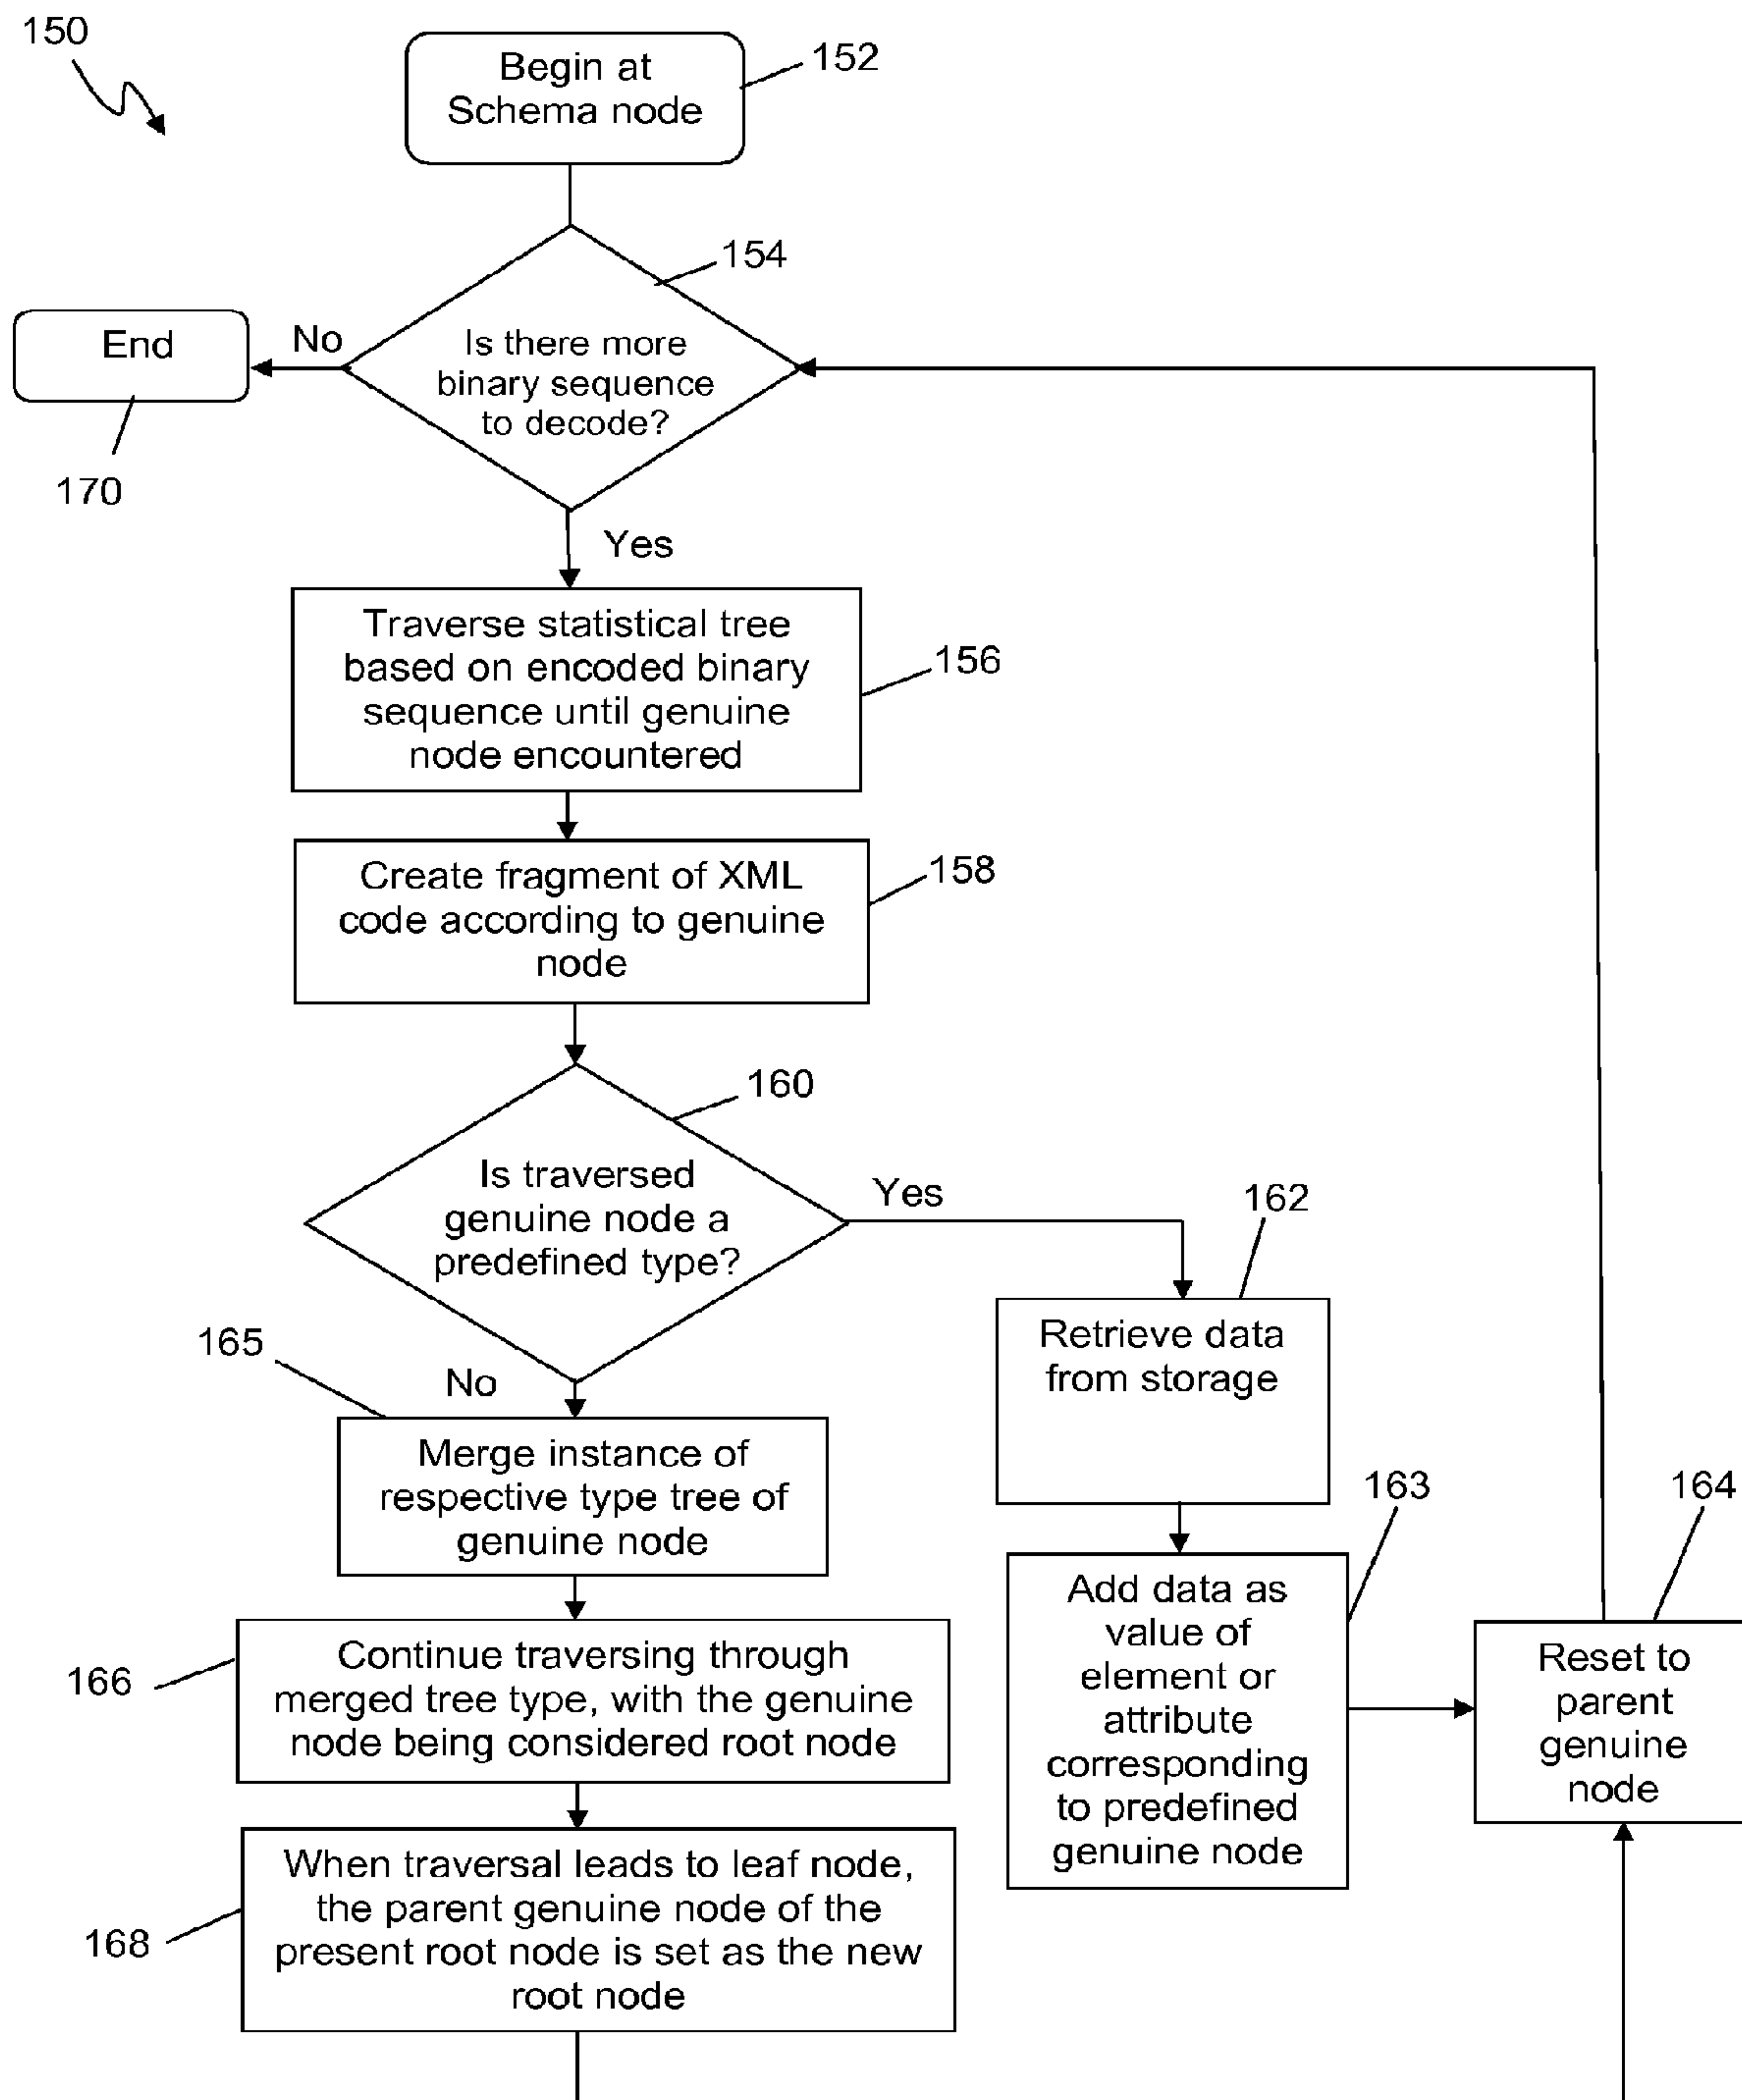 150
Begin at
Schema node
152
154
Is there more
binary sequence
to decode?
No
End
170
Yes
Traverse statistical tree
based on encoded binary
sequence until genuine
node encountered
156
Create fragment of XML
code according to genuine
node
158
160
Is traversed
genuine node a
predefined type?
Yes
162
Retrieve data
from storage
165
No
Merge instance of
respective type tree of
genuine node
163
Add data as
value of
element or
attribute
corresponding
to predefined
genuine node
164
Reset to
parent
genuine
node
166
Continue traversing through
merged tree type, with the genuine
node being considered root node
168
When traversal leads to leaf node,
the parent genuine node of the
present root node is set as the new
root node